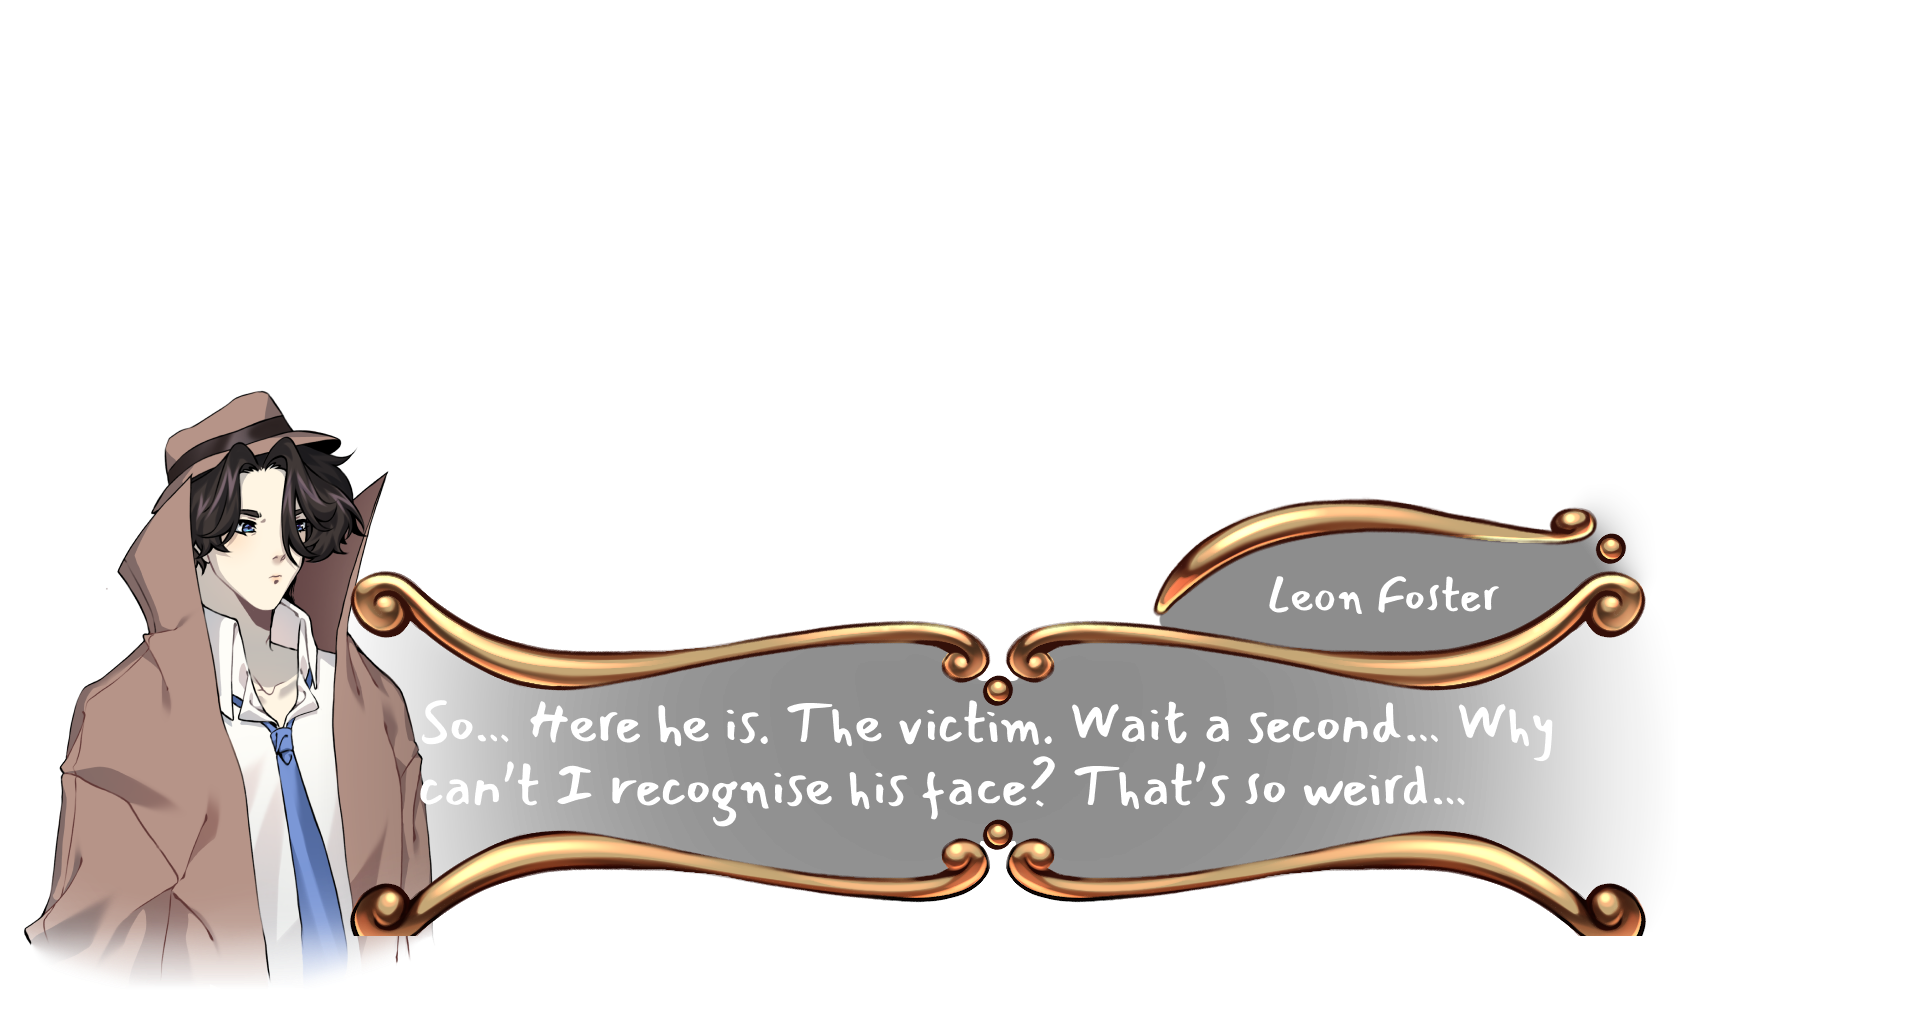 Leon Foster
So... Here he is. The victim. Wait a second... Why
can't I recognise his face? That's so weird...